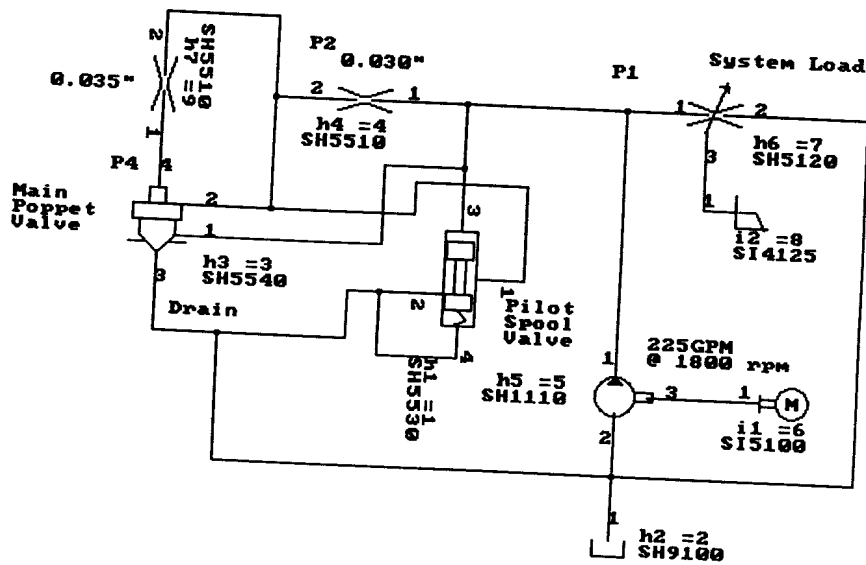 2
SH5510
h7 =9
0.035"
1
P2
0.030"
2
1
h4 =4
SH5510
P1
System Load
1
2
3
h6 =7
SH5120
1
i2 =8
SI4125
P4
4
Main
Poppet
Valve
2
1
h3 =3
SH5540
3
Drain
3
1
2
4
Pilot
Spool
Valve
h1 =1
SH5530
225GPM
@ 1800 rpm
1
h5 =5
SH1110
3
1
M
i1 =6
SI5100
2
1
h2 =2
SH9100